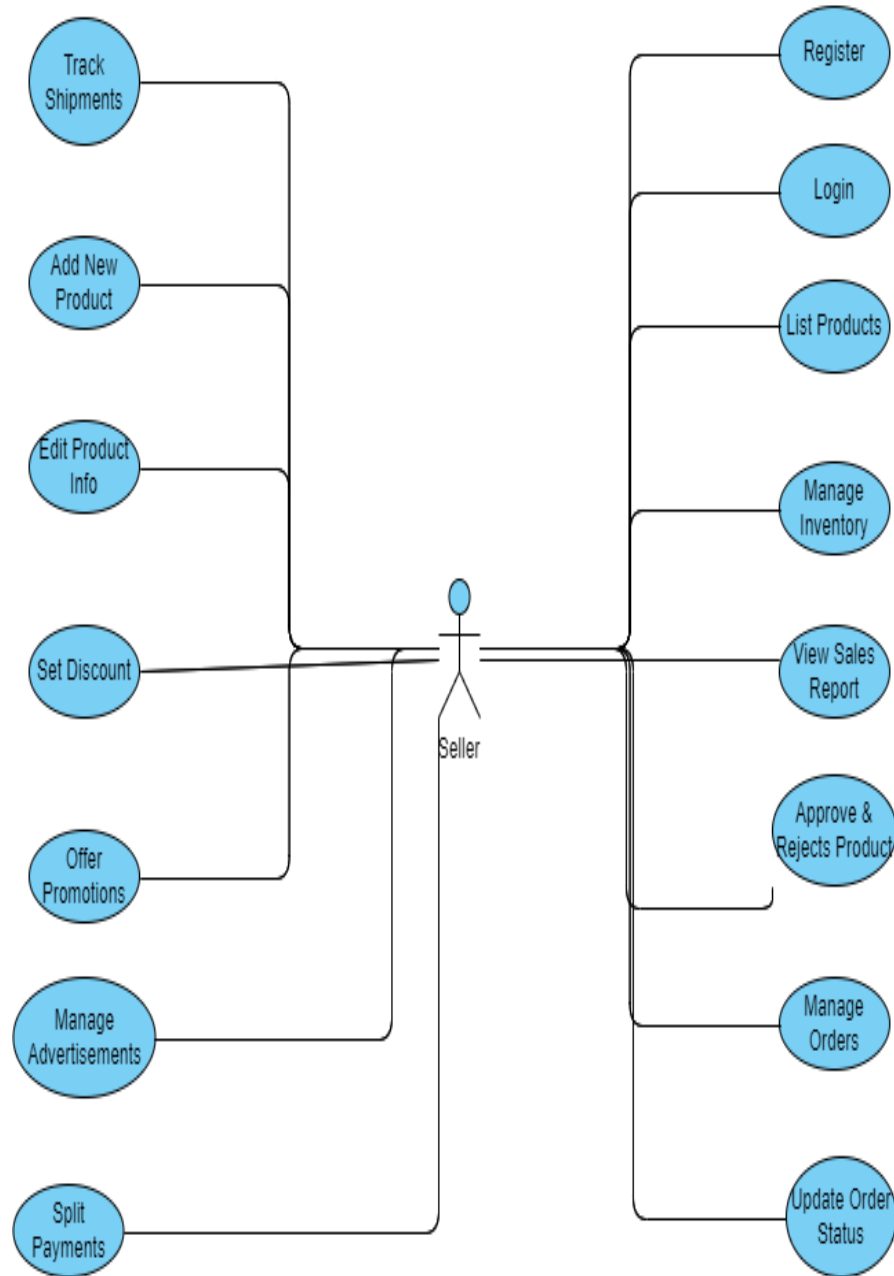 Track
Shipments
Register
Login
Add New
Product
List Products
Edit Product
Info
Manage
Inventory
Set Discount
View Sales
Report
Seller
Approve &
Rejects Product
Offer
Promotions
Manage
Advertisements
Manage
Orders
Split
Payments
Update Order
Status